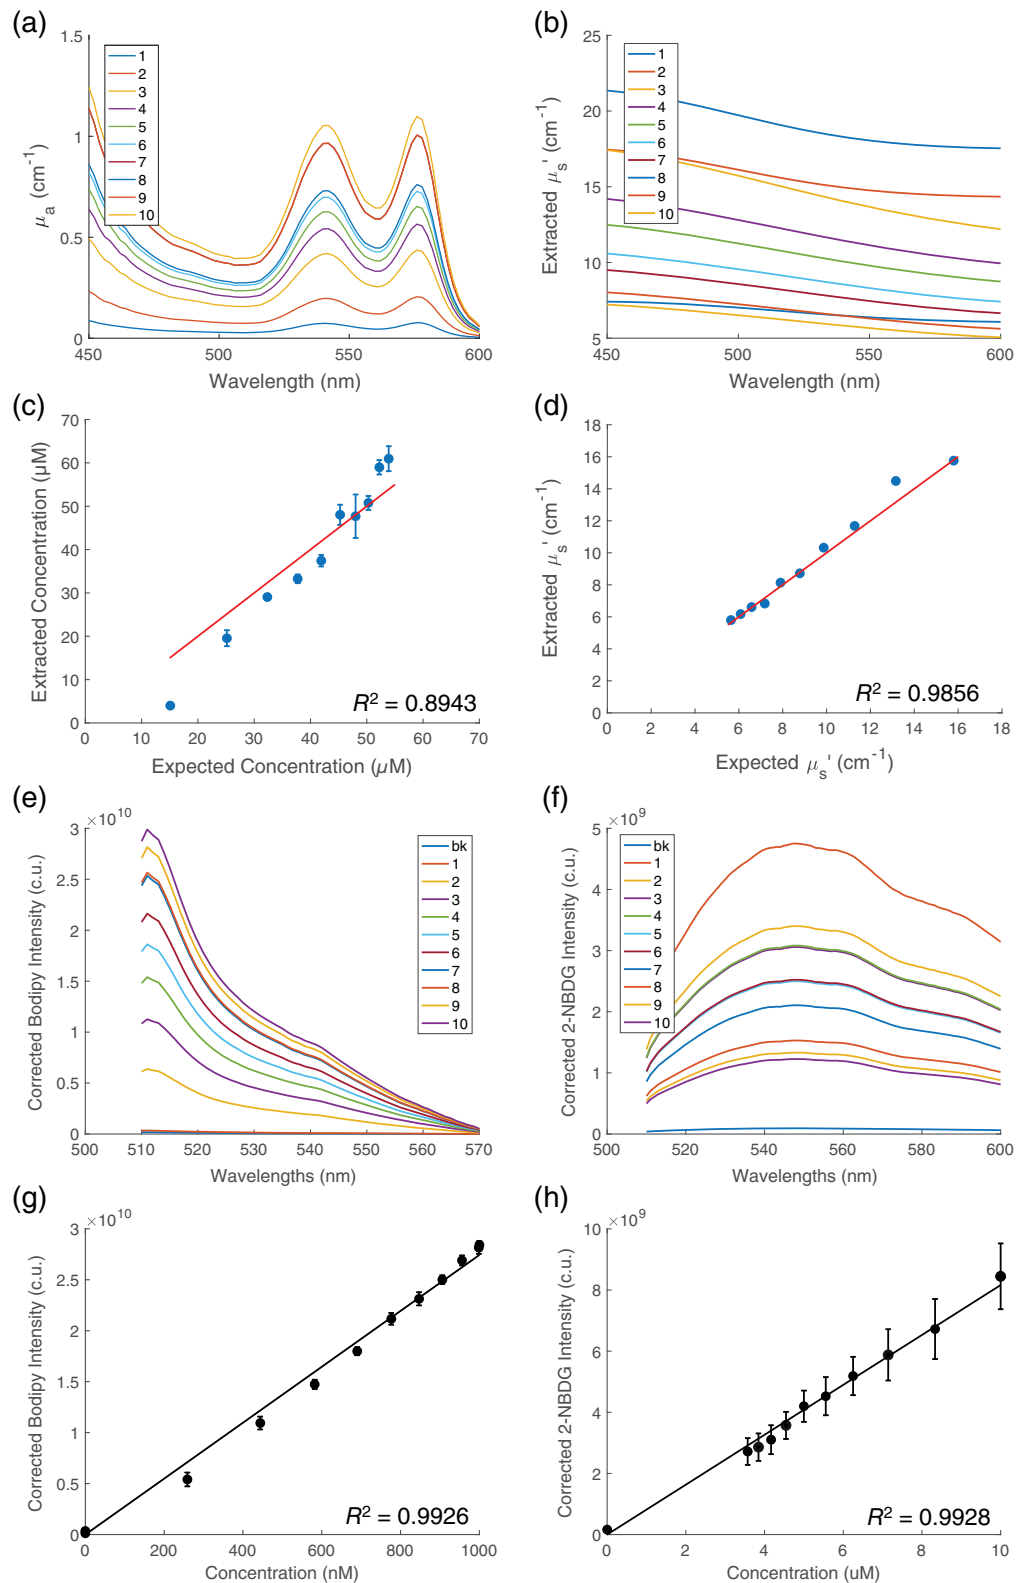 (a)
1.5
1
0.5
0
μa (cm-1)
1
2
3
4
5
6
7
8
9
10
450 500 550 600
Wavelength (nm)
(b)
25
20
15
10
5
Extracted μs' (cm-1)
1
2
3
4
5
6
7
8
9
10
450 500 550 600
Wavelength (nm)
(c)
70
60
50
40
30
20
10
0
Extracted Concentration (μM)
R2 = 0.8943
0 10 20 30 40 50 60 70
Expected Concentration (μM)
(d)
18
16
14
12
10
8
6
4
2
0
Extracted μs' (cm-1)
R2 = 0.9856
0 2 4 6 8 10 12 14 16 18
Expected μs' (cm-1)
(e)
×1010
3
2.5
2
1.5
1
0.5
0
Corrected Bodipy Intensity (c.u.)
bk
1
2
3
4
5
6
7
8
9
10
500 510 520 530 540 550 560 570
Wavelengths (nm)
(f)
×109
5
4
3
2
1
0
Corrected 2-NBDG Intensity (c.u.)
bk
1
2
3
4
5
6
7
8
9
10
500 520 540 560 580 600
Wavelengths (nm)
(g)
×1010
3
2.5
2
1.5
1
0.5
0
Corrected Bodipy Intensity (c.u.)
R2 = 0.9926
0 200 400 600 800 1000
Concentration (nM)
(h)
×109
10
8
6
4
2
0
Corrected 2-NBDG Intensity (c.u.)
R2 = 0.9928
0 2 4 6 8 10
Concentration (uM)